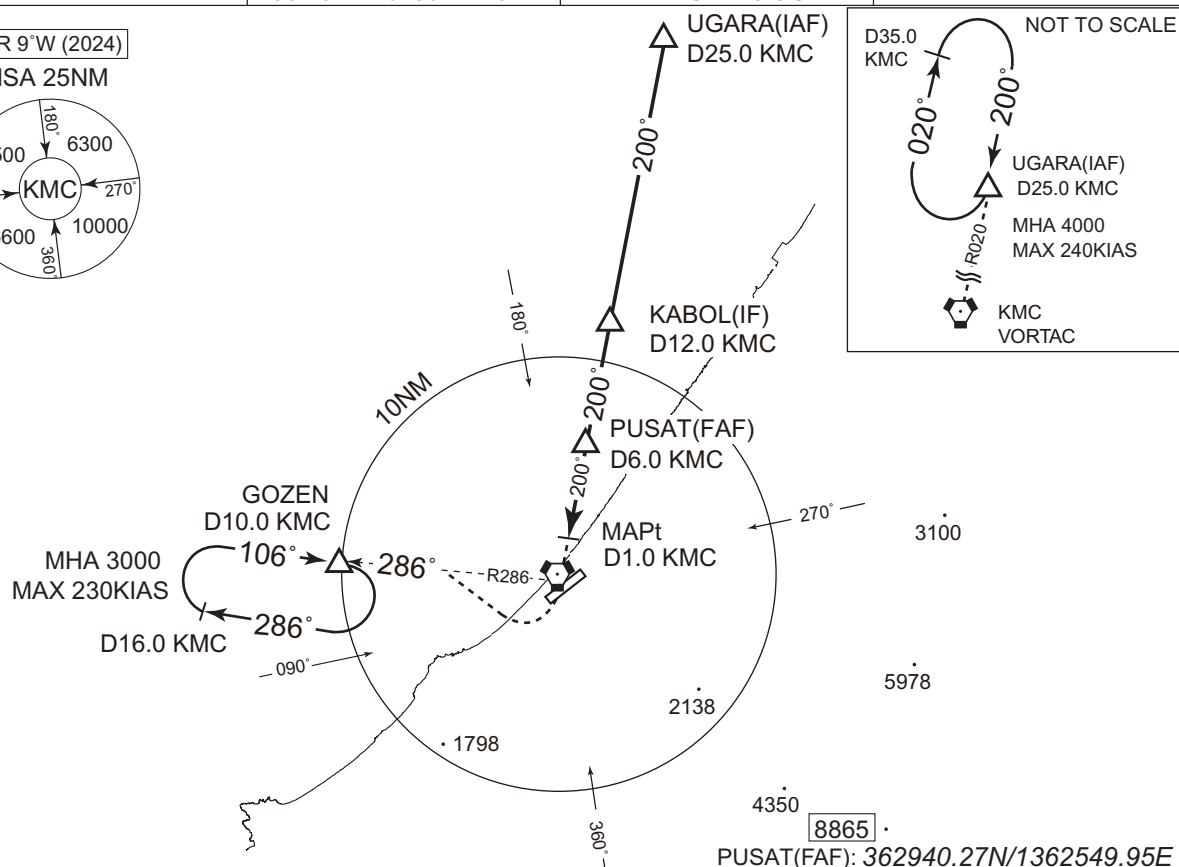 R 9°W (2024)
MSA 25NM
180°
6300
KMC
270°
10000
360°
UGARA(IAF)
D25.0 KMC
200°
NOT TO SCALE
D35.0
KMC
020°
200°
UGARA(IAF)
D25.0 KMC
MHA 4000
MAX 240KIAS
R020
KMC
VORTAC
180°
KABOL(IF)
D12.0 KMC
10NM
200°
PUSAT(FAF)
D6.0 KMC
200°
GOZEN
D10.0 KMC
MAPt
D1.0 KMC
270°
3100
MHA 3000
MAX 230KIAS
106°
286°
R286
286°
D16.0 KMC
090°
5978
2138
1798
4350
8865
360°
PUSAT(FAF): 362940.27N/1362549.95E